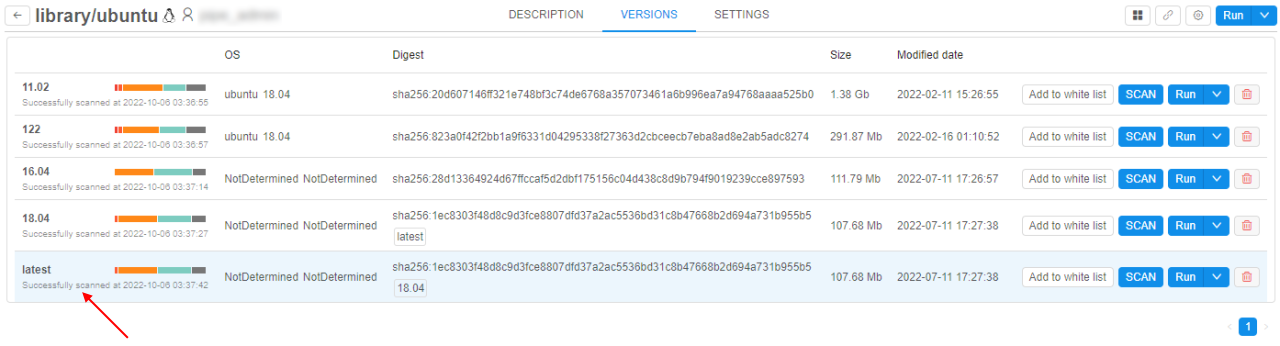 library/ubuntu
DESCRIPTION VERSIONS SETTINGS
Run
OS Digest Size Modified date
11.02
Successfully scanned at 2022-10-06 03:36:55
ubuntu 18.04 sha256:20d607146ff321e748bf3c74de6768a357073461a6b996ea7a94768aaaa525b0 1.38 Gb 2022-02-11 15:26:55 Add to white list SCAN Run
122
Successfully scanned at 2022-10-06 03:36:57
ubuntu 18.04 sha256:823a0f42f2bb1a9f6331d04295338f27363d2cbceecb7eba8ad8e2ab5adc8274 291.87 Mb 2022-02-16 01:10:52 Add to white list SCAN Run
16.04
Successfully scanned at 2022-10-06 03:37:14
NotDetermined NotDetermined sha256:28d13364924d67ffccaf5d2dbf175156c04d438c8d9b794f9019239cce897593 111.79 Mb 2022-07-11 17:26:57 Add to white list SCAN Run
18.04
Successfully scanned at 2022-10-06 03:37:27
NotDetermined NotDetermined sha256:1ec8303f48d8c9d3fce8807dfd37a2ac5536bd31c8b47668b2d694a731b955b5 107.68 Mb 2022-07-11 17:27:38 Add to white list SCAN Run
latest
latest
Successfully scanned at 2022-10-06 03:37:42
NotDetermined NotDetermined sha256:1ec8303f48d8c9d3fce8807dfd37a2ac5536bd31c8b47668b2d694a731b955b5 107.68 Mb 2022-07-11 17:27:38 Add to white list SCAN Run
18.04
1